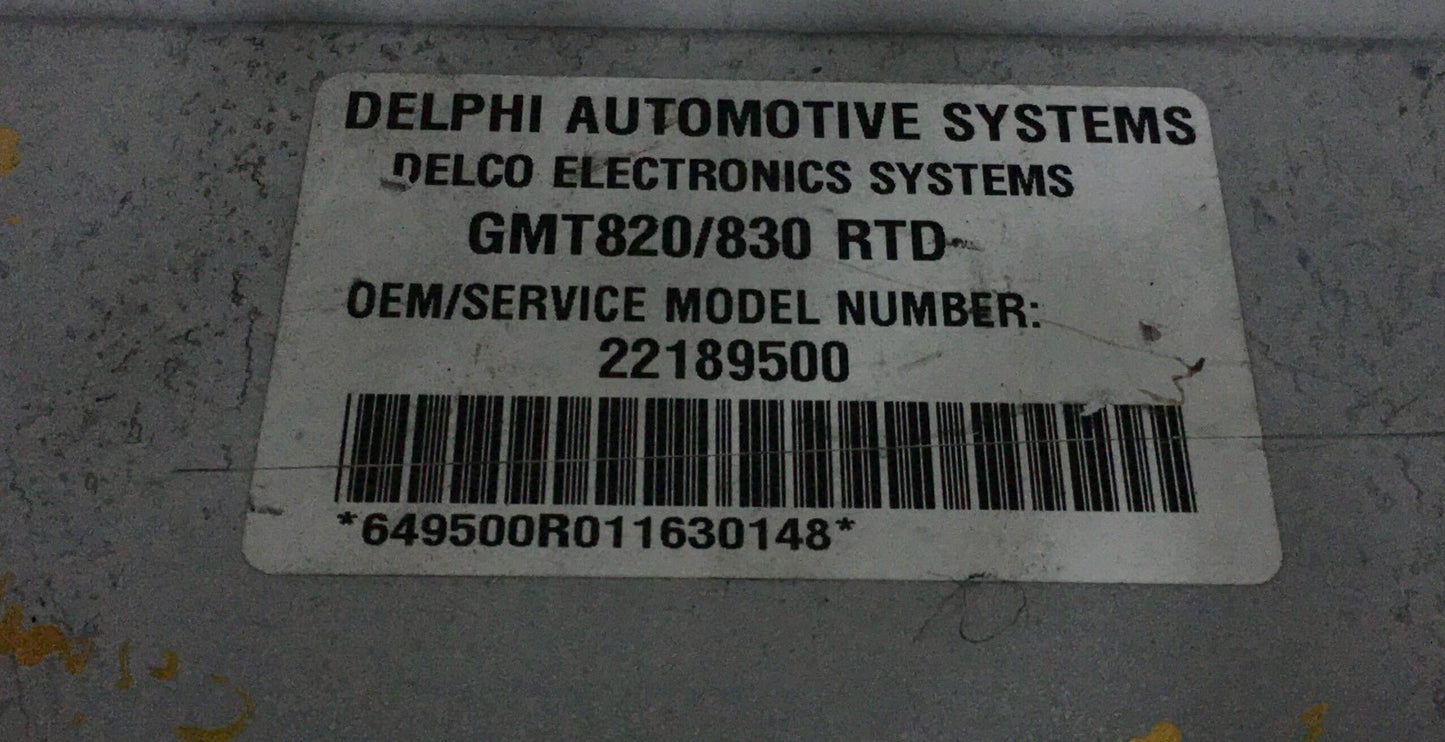 DELPHI AUTOMOTIVE SYSTEMS
DELCO ELECTRONICS SYSTEMS
GMT820/830 RTD
OEM/SERVICE MODEL NUMBER:
22189500
*649500R011630148*